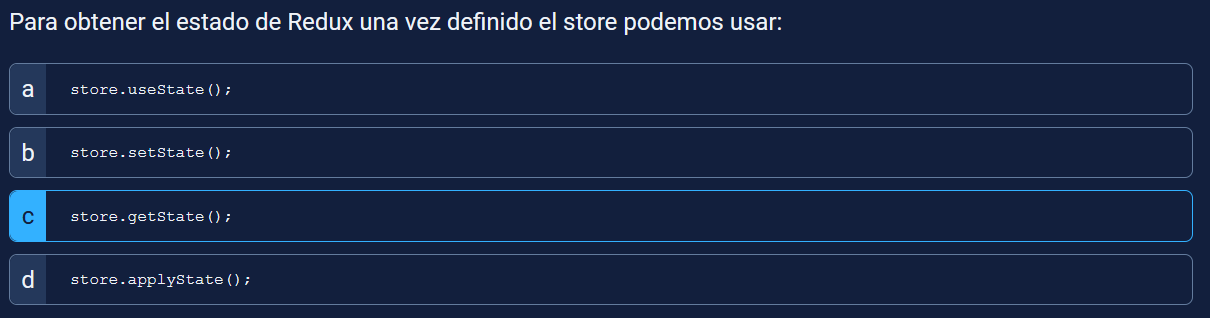 Para obtener el estado de Redux una vez definido el store podemos usar:
a store.useState();
b store.setState();
c store.getState();
d store.applyState();